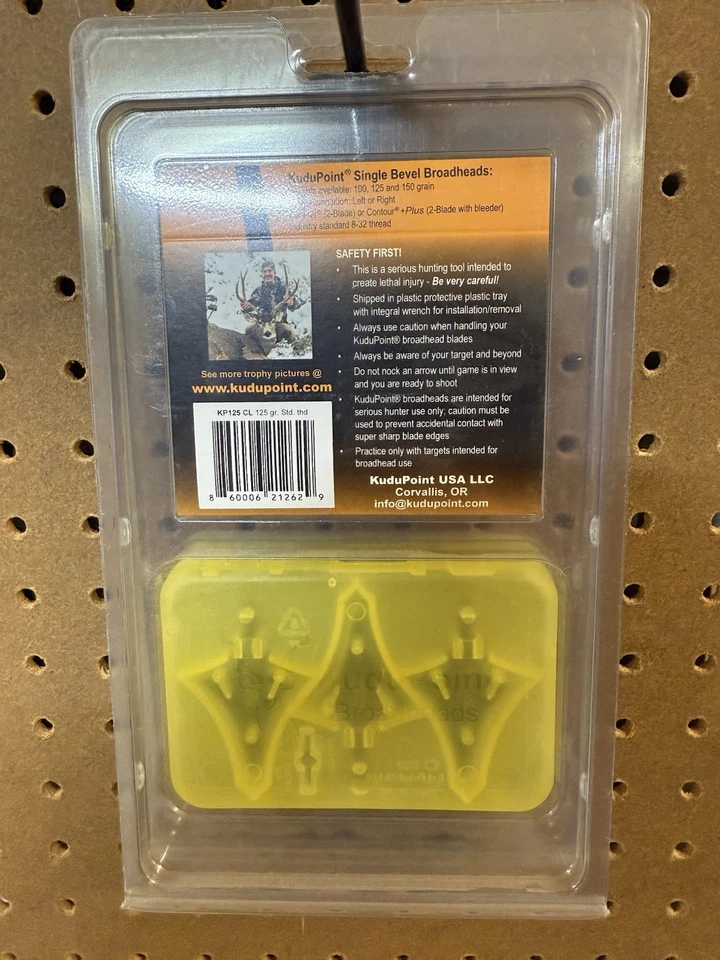 KuduPoint® Single Bevel Broadheads:
available: 100, 125 and 150 grain
Left or Right
(2-Blade) or Contour® +Plus (2-Blade with bleeder)
Industry standard 8-32 thread
SAFETY FIRST!
• This is a serious hunting tool intended to
create lethal injury - Be very careful!
• Shipped in plastic protective plastic tray
with integral wrench for installation/removal
• Always use caution when handling your
KuduPoint® broadhead blades
• Always be aware of your target and beyond
• Do not nock an arrow until game is in view
and you are ready to shoot
• KuduPoint® broadheads are intended for
serious hunter use only; caution must be
used to prevent accidental contact with
super sharp blade edges
• Practice only with targets intended for
broadhead use
See more trophy pictures @
www.kudupoint.com
KP125 CL 125 gr. Std. thd
8 60006 21262 9
KuduPoint USA LLC
Corvallis, OR
info@kudupoint.com